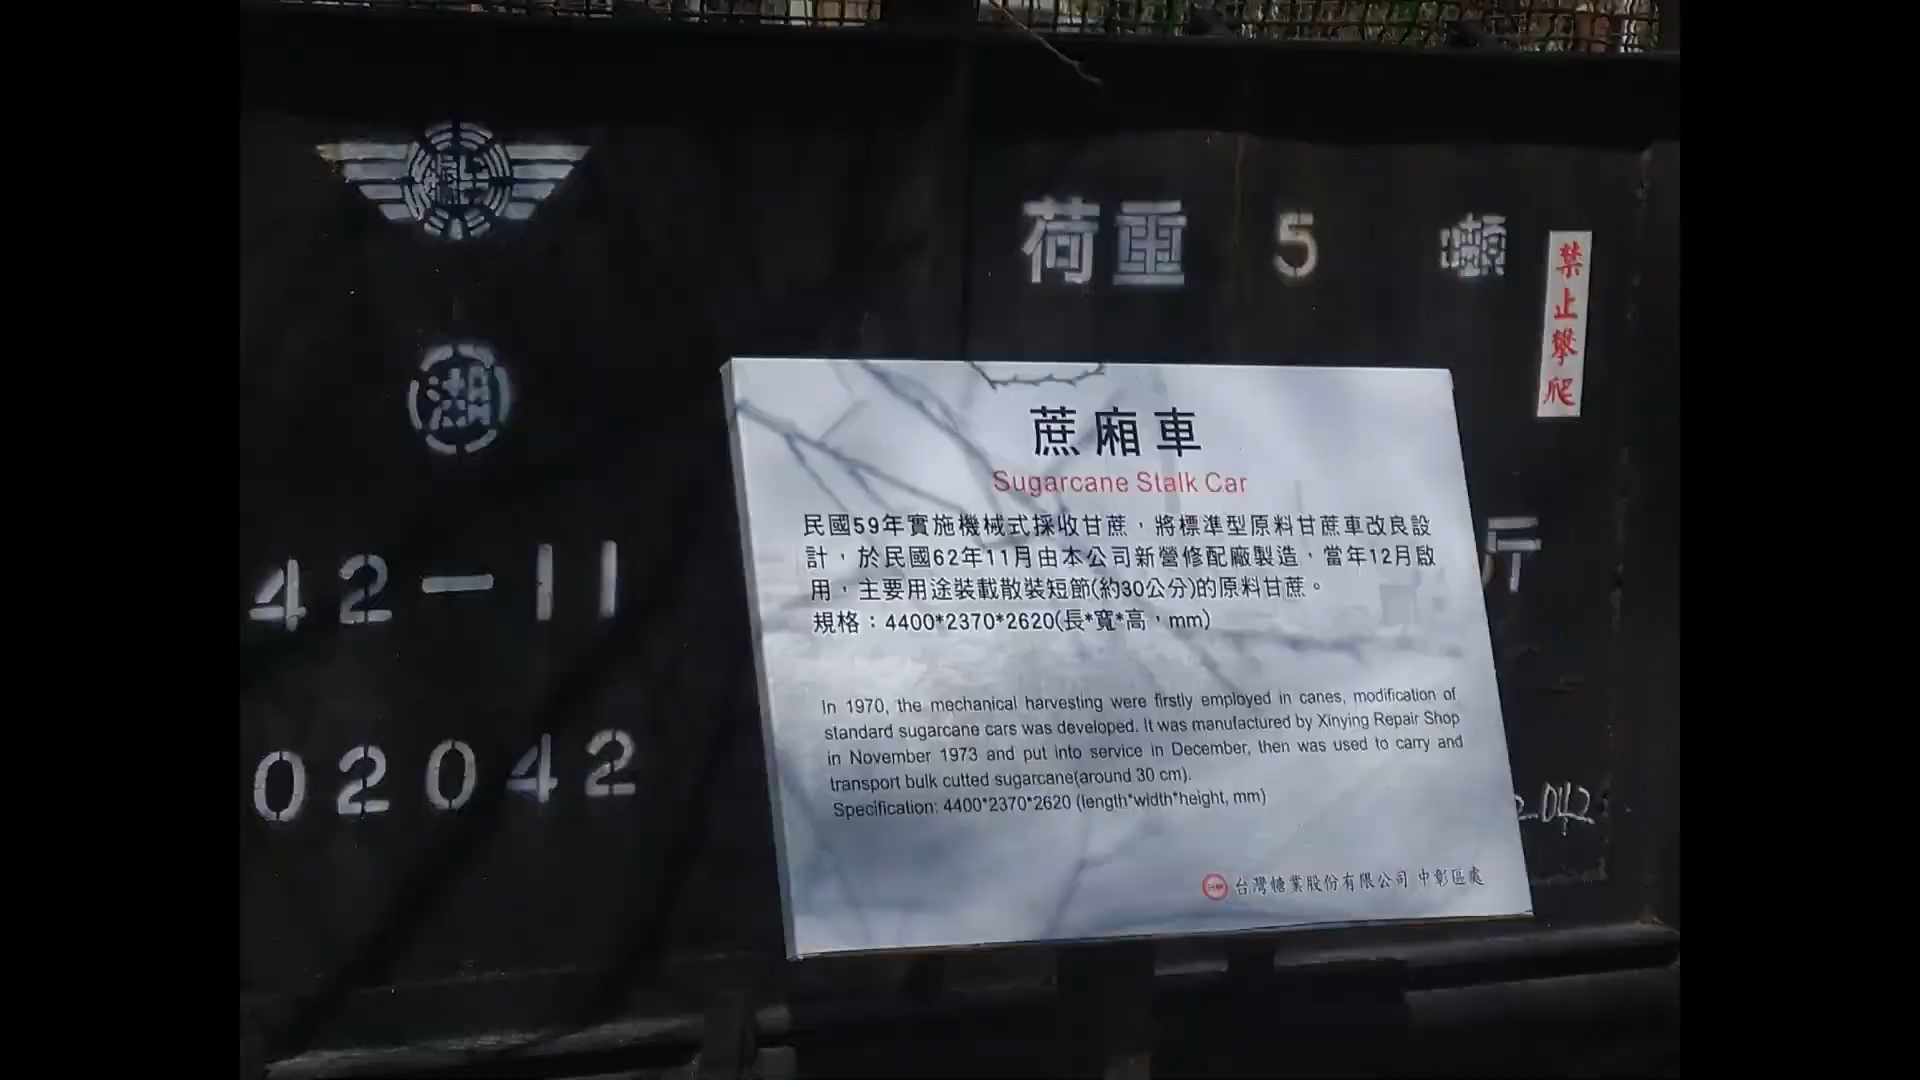 荷重 5 噸
禁止攀爬
湖
42-11
02042
蔗廂車
Sugarcane Stalk Car
民國59年實施機械式採收甘蔗，將標準型原料甘蔗車改良設
計，於民國62年11月由本公司新營修配廠製造，當年12月啟
用，主要用途裝載散裝短節(約30公分)的原料甘蔗。
規格：4400*2370*2620(長*寬*高，mm)
In 1970, the mechanical harvesting were firstly employed in canes, modification of
standard sugarcane cars was developed. It was manufactured by Xinying Repair Shop
in November 1973 and put into service in December, then was used to carry and
transport bulk cutted sugarcane(around 30 cm).
Specification: 4400*2370*2620 (length*width*height, mm)
台灣糖業股份有限公司 中彰區處
2042